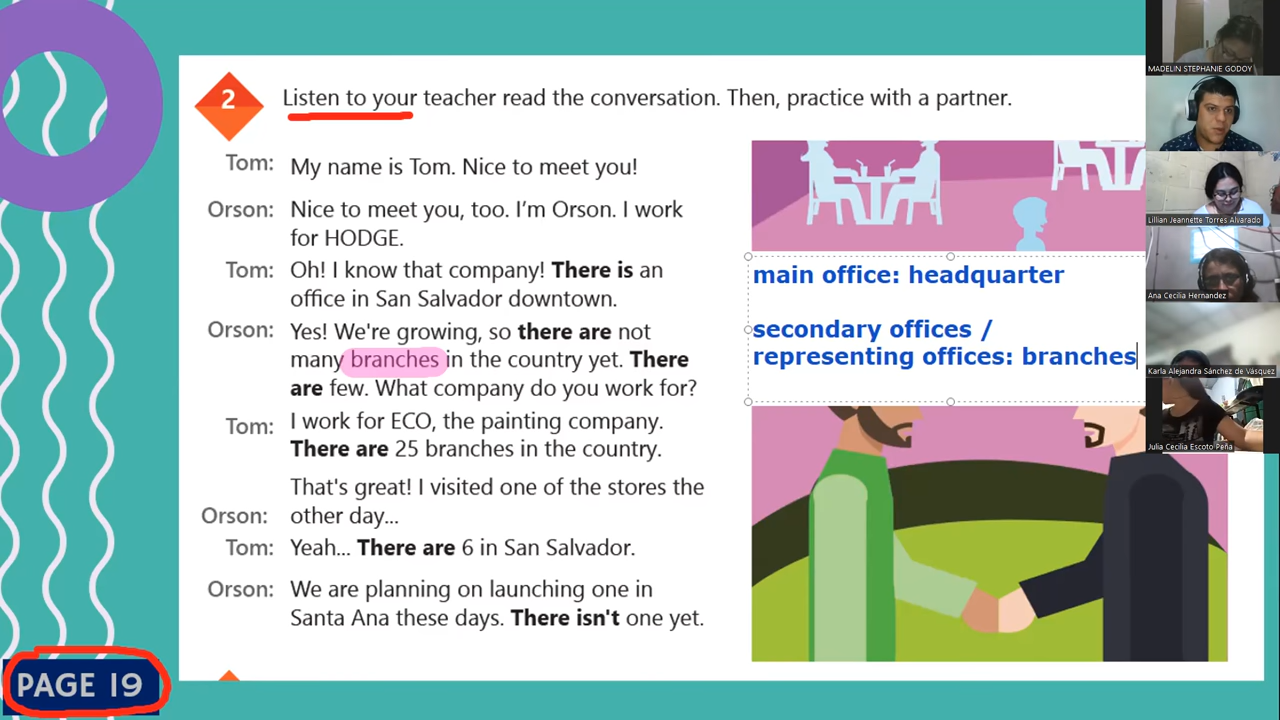 2 Listen to your teacher read the conversation. Then, practice with a partner.
Tom: My name is Tom. Nice to meet you!
Orson: Nice to meet you, too. I'm Orson. I work
for HODGE.
Tom: Oh! I know that company! There is an
office in San Salvador downtown.
Orson: Yes! We're growing, so there are not
many branches in the country yet. There
are few. What company do you work for?
Tom: I work for ECO, the painting company.
There are 25 branches in the country.
That's great! I visited one of the stores the
Orson: other day...
Tom: Yeah... There are 6 in San Salvador.
Orson: We are planning on launching one in
Santa Ana these days. There isn't one yet.
main office: headquarter
secondary offices /
representing offices: branches
PAGE 19
MADELIN STEPHANIE GODOY
Lillian Jeannette Torres Alvarado
Ana Cecilia Hernandez
Karla Alejandra Sánchez de Vásquez
Julia Cecilia Escoto Peña